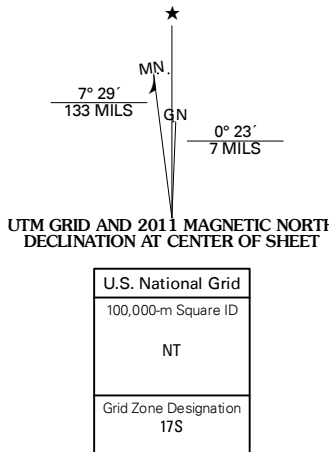 MN.
7° 29´
133 MILS
GN
0° 23´
7 MILS
UTM GRID AND 2011 MAGNETIC NORTH
DECLINATION AT CENTER OF SHEET
U.S. National Grid
100,000-m Square ID
NT
Grid Zone Designation
17S